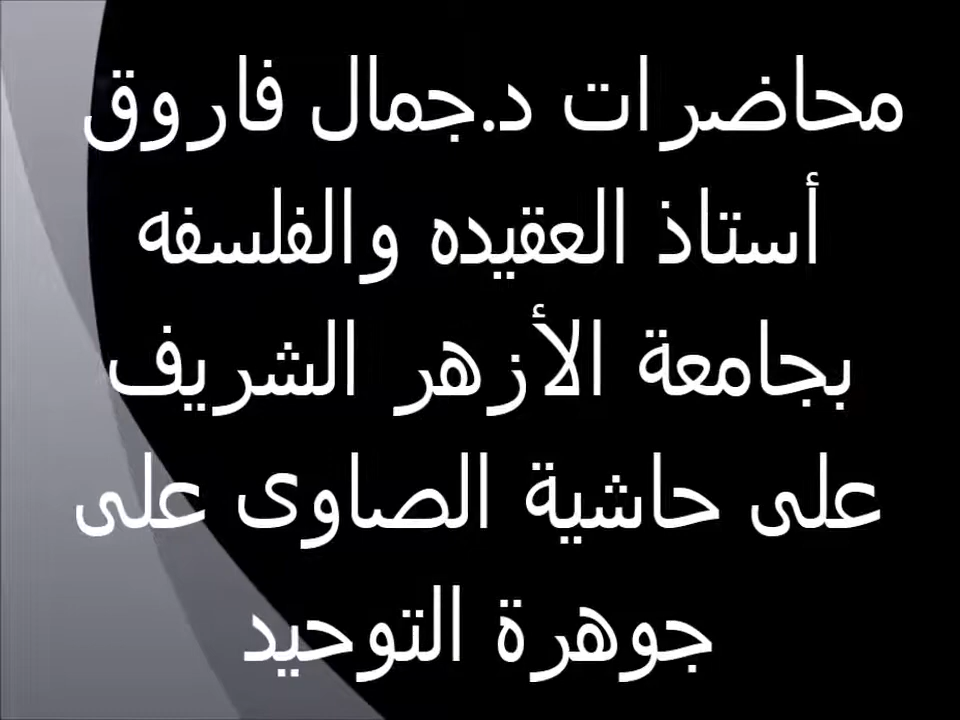 محاضرات د.جمال فاروق
أستاذ العقيده والفلسفه
بجامعة الأزهر الشريف
على حاشية الصاوى على
جوهرة التوحيد